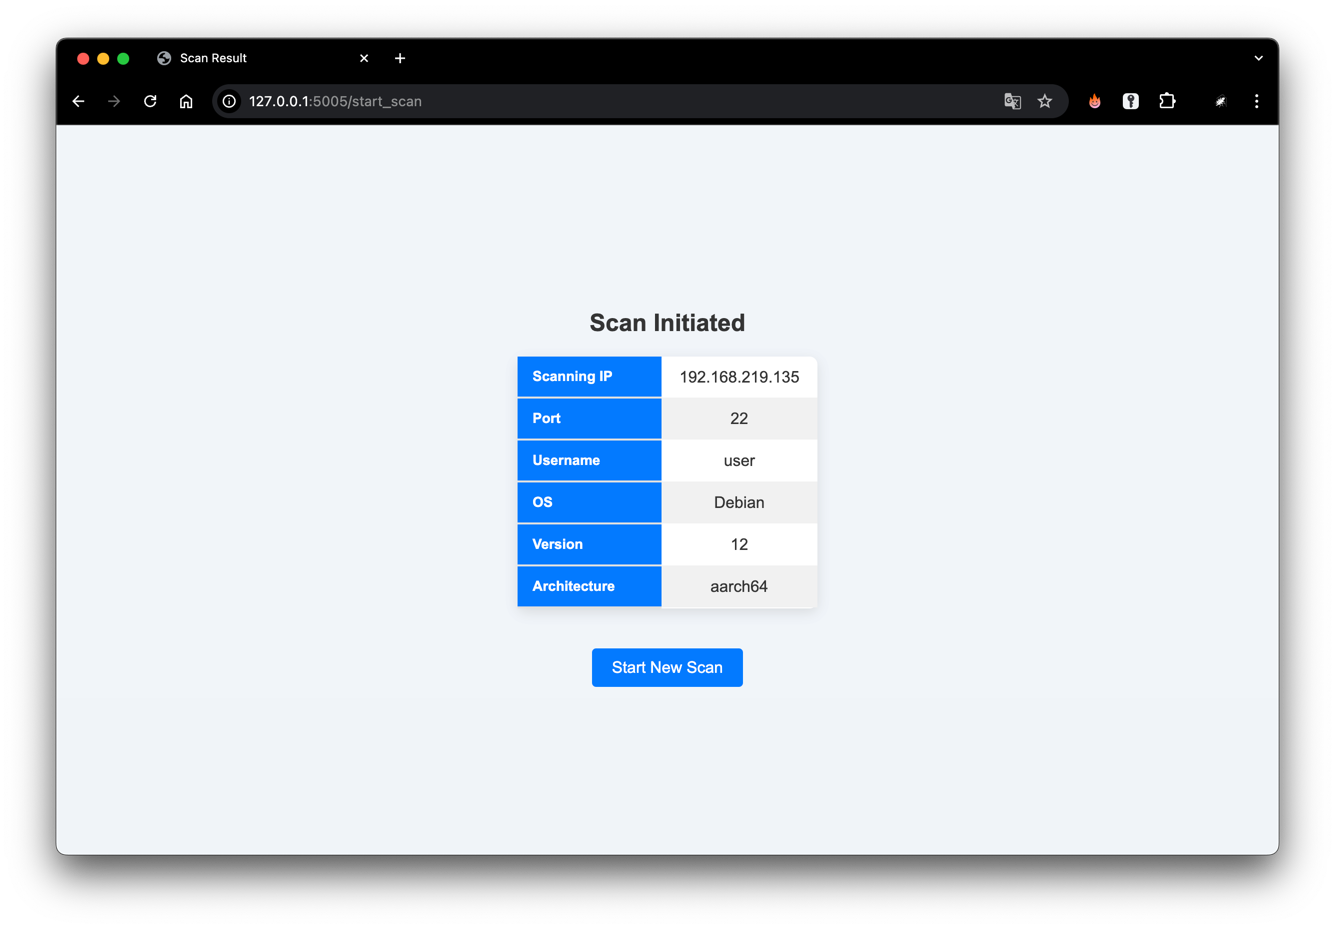 Scan Result
127.0.0.1:5005/start_scan
Scan Initiated
Scanning IP 192.168.219.135
Port 22
Username user
OS Debian
Version 12
Architecture aarch64
Start New Scan